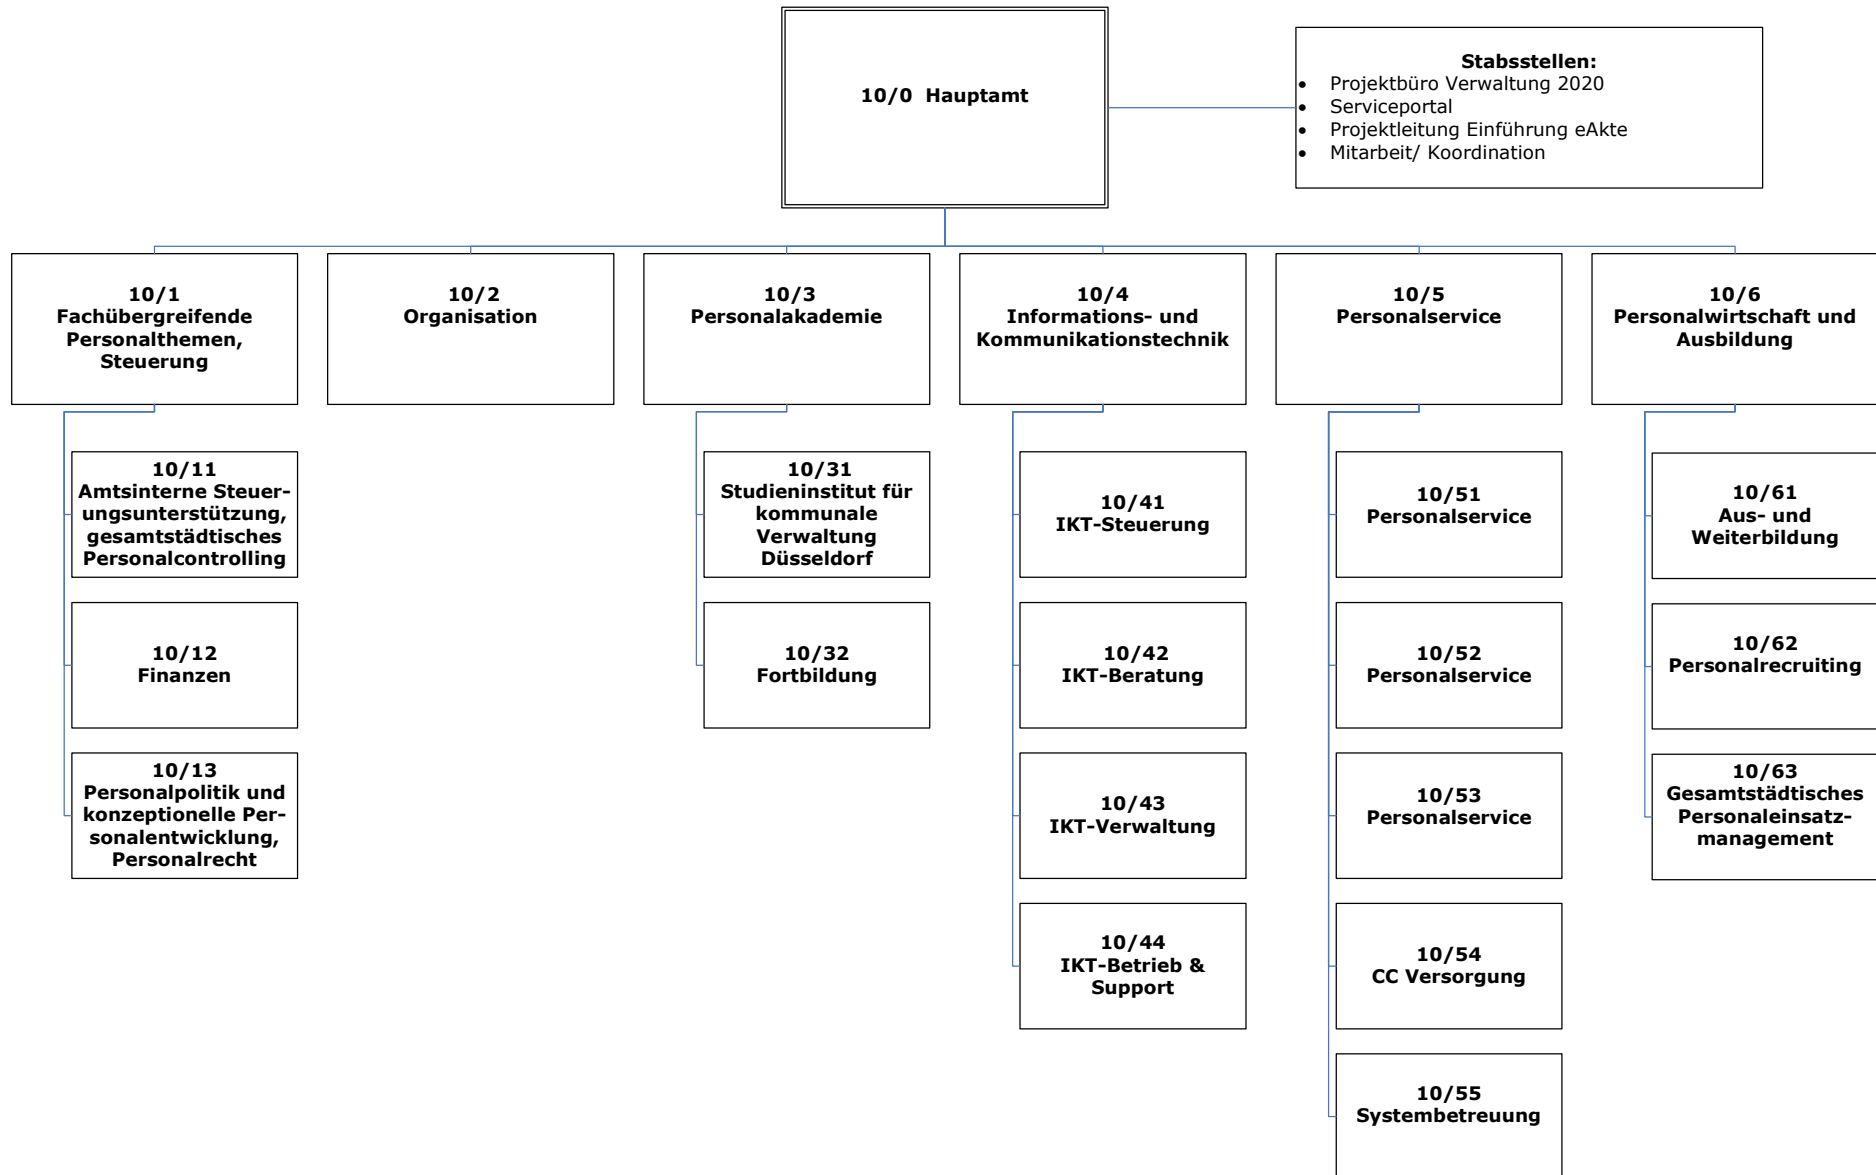 10/0 Hauptamt
Stabsstellen:
• Projektbüro Verwaltung 2020
• Serviceportal
• Projektleitung Einführung eAkte
• Mitarbeit/ Koordination
10/1
Fachübergreifende
Personalthemen,
Steuerung
10/2
Organisation
10/3
Personalakademie
10/4
Informations- und
Kommunikationstechnik
10/5
Personalservice
10/6
Personalwirtschaft und
Ausbildung
10/11
Amtsinterne Steuer-
ungsunterstützung,
gesamtstädtisches
Personalcontrolling
10/12
Finanzen
10/13
Personalpolitik und
konzeptionelle Per-
sonalentwicklung,
Personalrecht
10/31
Studieninstitut für
kommunale
Verwaltung
Düsseldorf
10/32
Fortbildung
10/41
IKT-Steuerung
10/42
IKT-Beratung
10/43
IKT-Verwaltung
10/44
IKT-Betrieb &
Support
10/51
Personalservice
10/52
Personalservice
10/53
Personalservice
10/54
CC Versorgung
10/55
Systembetreuung
10/61
Aus- und
Weiterbildung
10/62
Personalrecruiting
10/63
Gesamtstädtisches
Personaleinsatz-
management